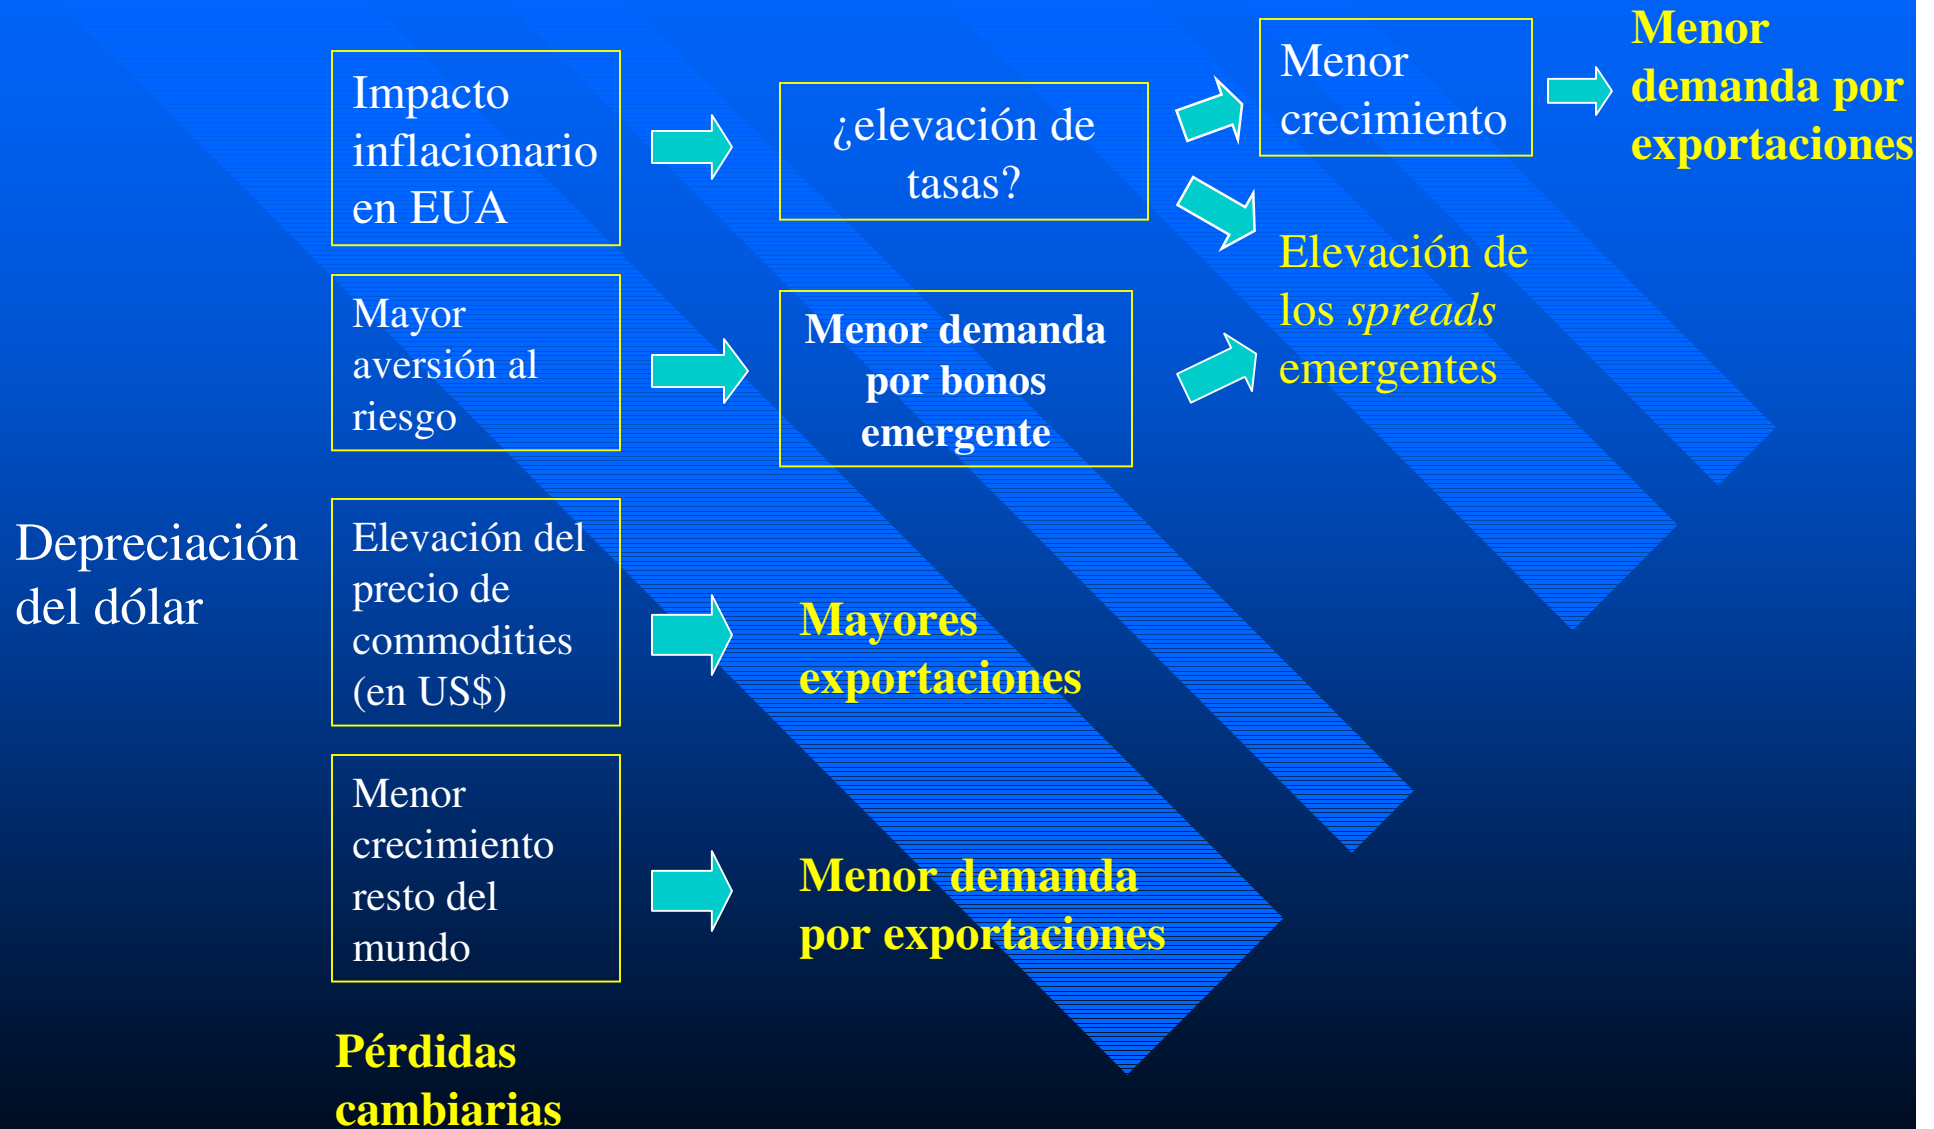 Depreciación
del dólar
Impacto
inflacionario
en EUA
¿elevación de
tasas?
Menor
crecimiento
Menor
demanda por
exportaciones
Mayor
aversión al
riesgo
Menor demanda
por bonos
emergente
Elevación de
los spreads
emergentes
Elevación del
precio de
commodities
(en US$)
Mayores
exportaciones
Menor
crecimiento
resto del
mundo
Menor demanda
por exportaciones
Pérdidas
cambiarias